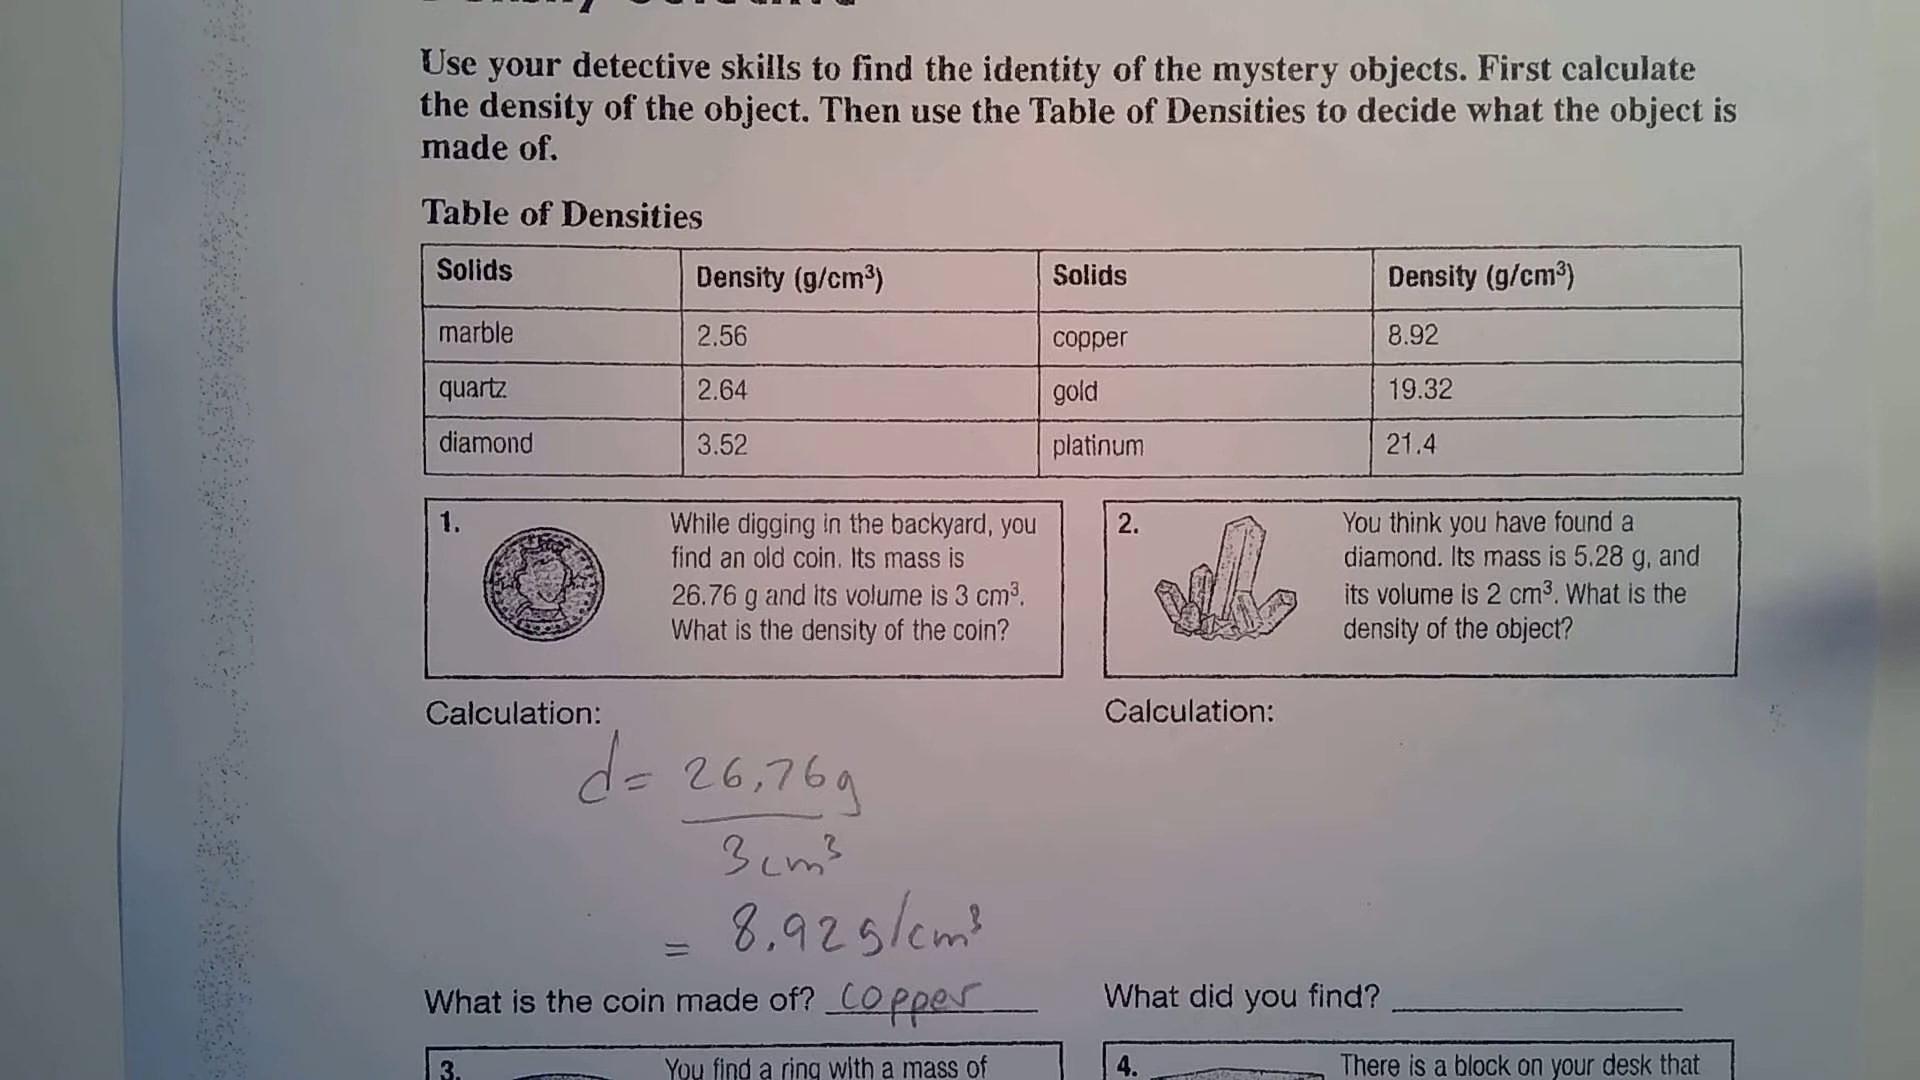 Use your detective skills to find the identity of the mystery objects. First calculate
the density of the object. Then use the Table of Densities to decide what the object is
made of.
Table of Densities
Solids Density (g/cm³) Solids Density (g/cm³)
marble 2.56 copper 8.92
quartz 2.64 gold 19.32
diamond 3.52 platinum 21.4
1.
While digging in the backyard, you
find an old coin. Its mass is
26.76 g and its volume is 3 cm³.
What is the density of the coin?
Calculation:
d = 26.76g
3cm³
= 8.92g/cm³
What is the coin made of? copper
2.
You think you have found a
diamond. Its mass is 5.28 g, and
its volume is 2 cm³. What is the
density of the object?
Calculation:
What did you find?
3.
You find a ring with a mass of
4.
There is a block on your desk that